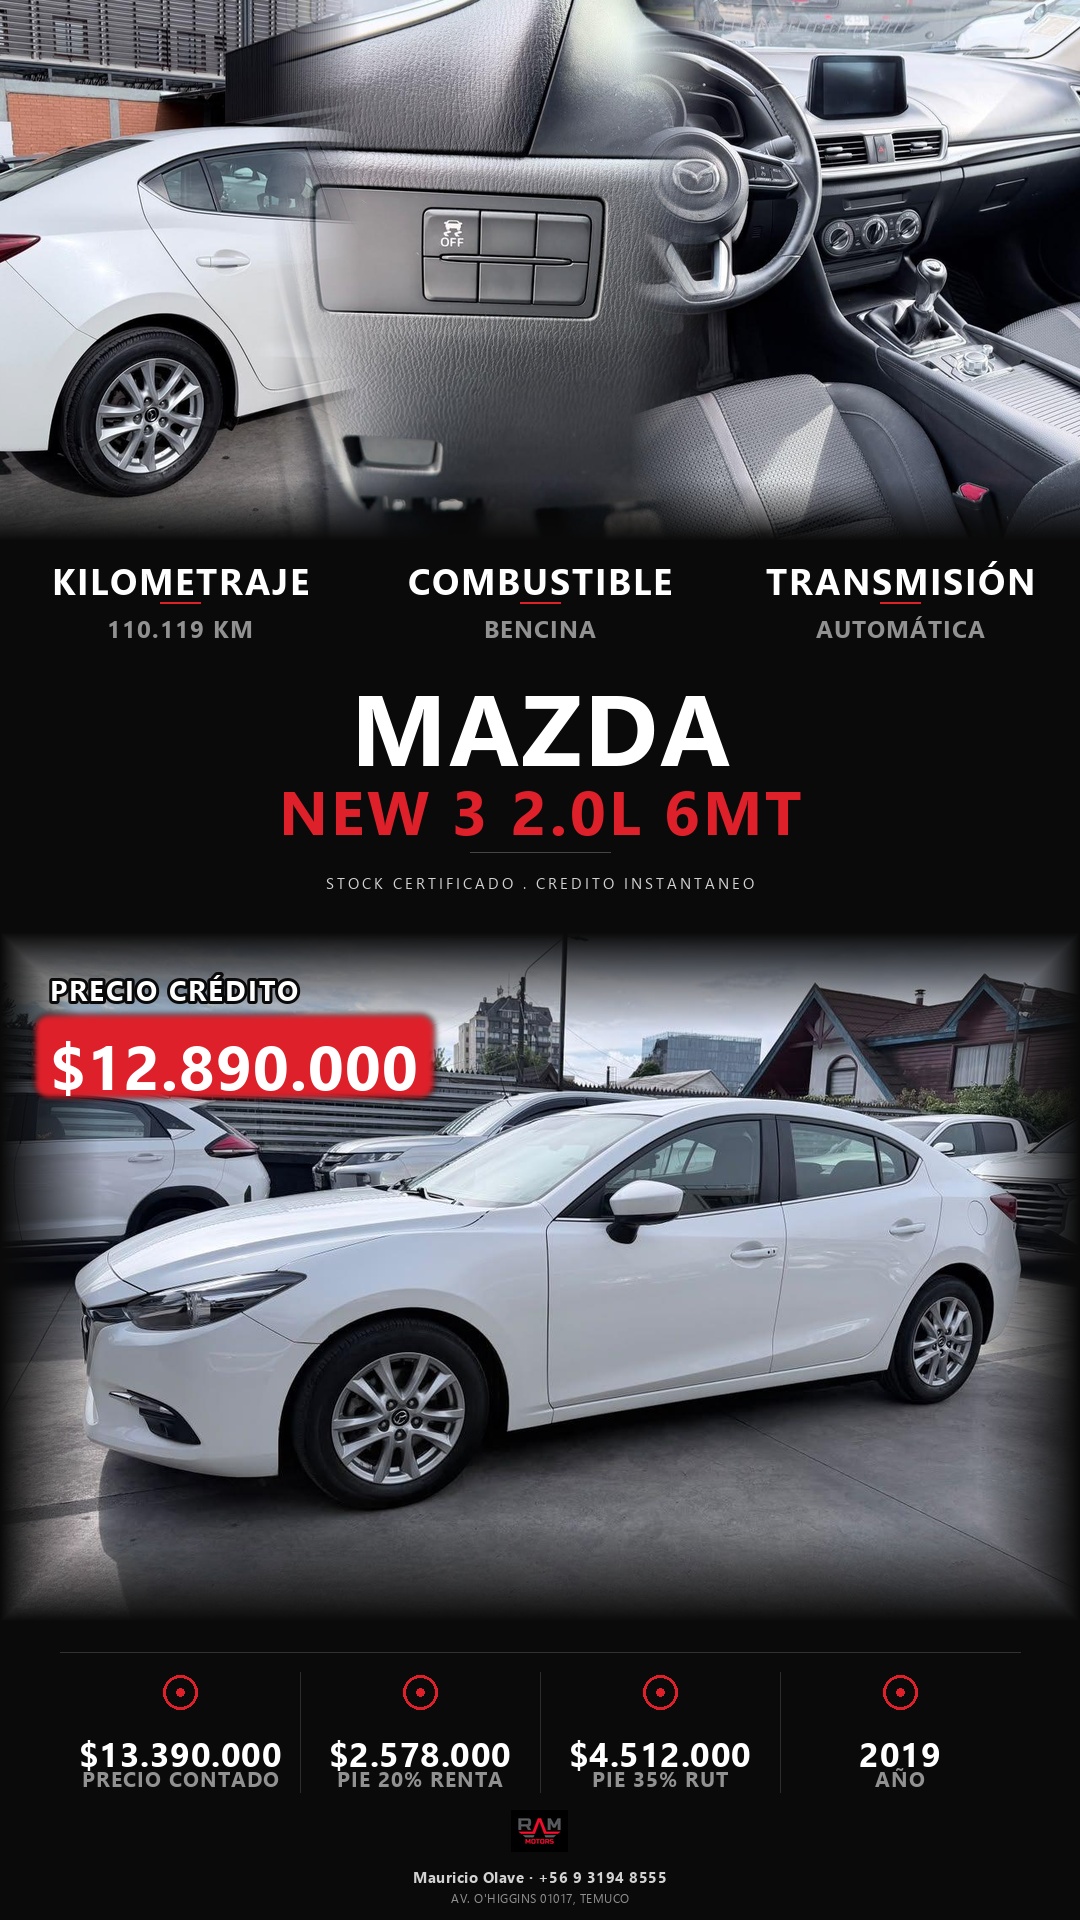 OFF
KILOMETRAJE
110.119 KM
COMBUSTIBLE
BENCINA
TRANSMISIÓN
AUTOMÁTICA
MAZDA
NEW 3 2.0L 6MT
STOCK CERTIFICADO . CREDITO INSTANTANEO
PRECIO CRÉDITO
$12.890.000
$13.390.000
PRECIO CONTADO
$2.578.000
PIE 20% RENTA
$4.512.000
PIE 35% RUT
2019
AÑO
RAM
MOTORS
Mauricio Olave · +56 9 3194 8555
AV. O'HIGGINS 01017, TEMUCO